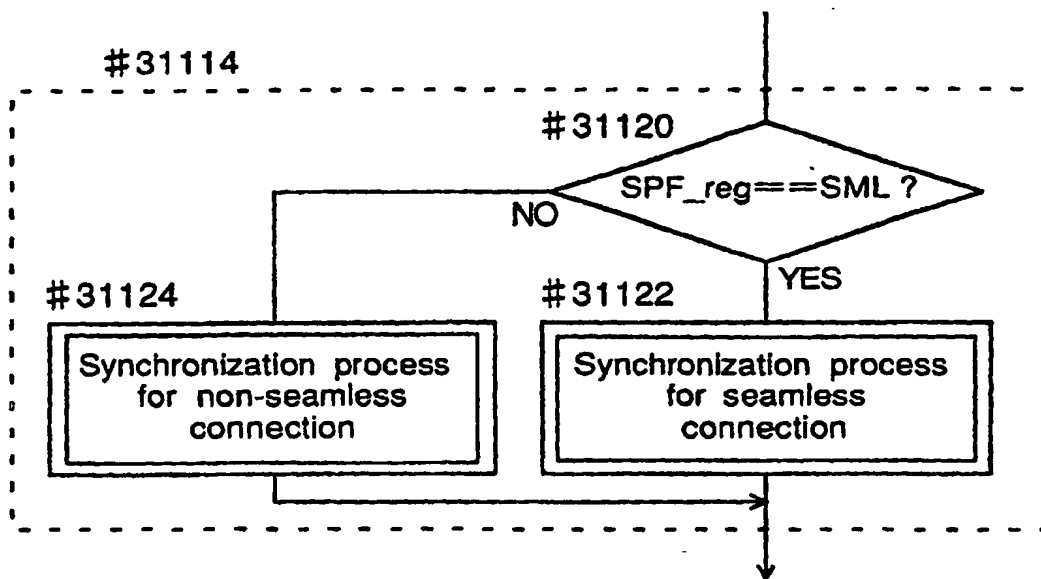 #31114
#31120
SPF_reg===SML ?
NO
YES
#31124
#31122
Synchronization process
for non-seamless
connection
Synchronization process
for seamless
connection